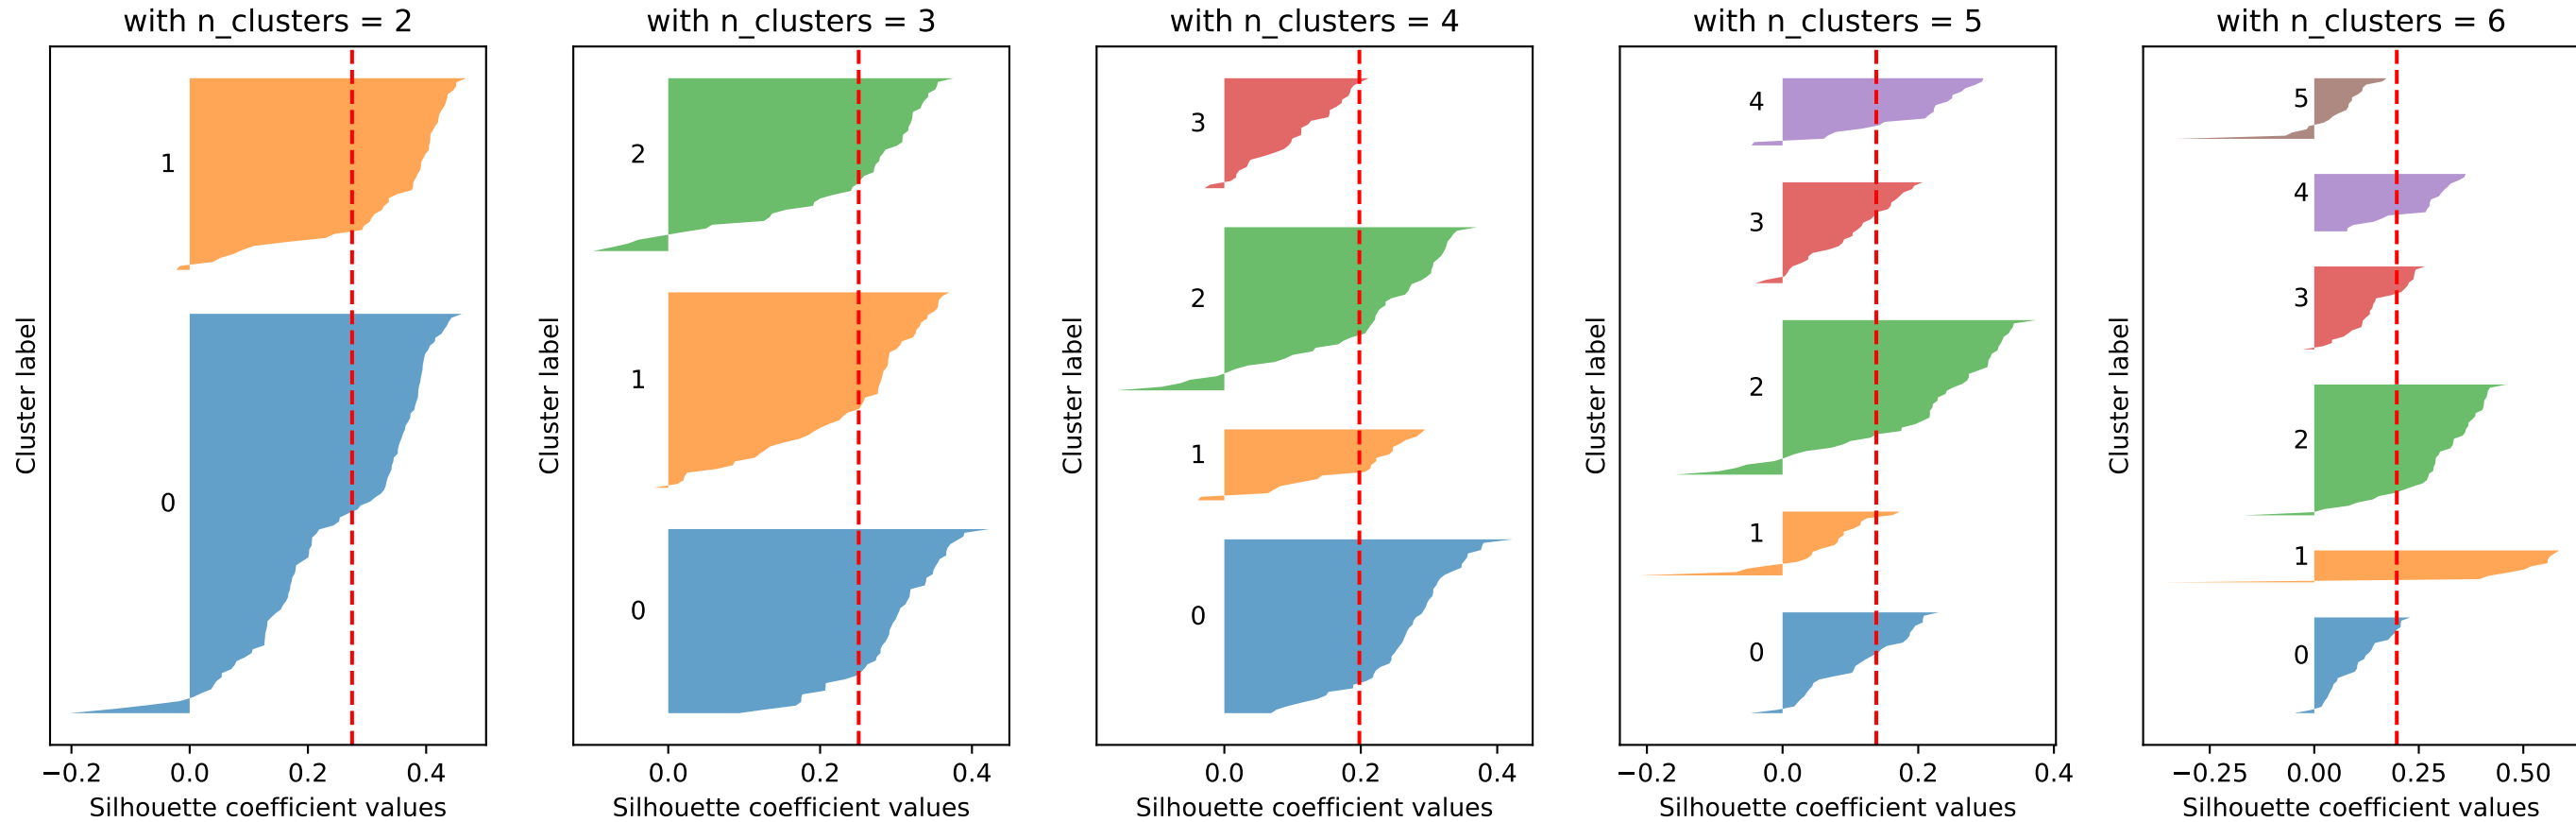 with n_clusters = 2
1
0
Cluster label
−0.2 0.0 0.2 0.4
Silhouette coefficient values
with n_clusters = 3
2
1
0
Cluster label
0.0 0.2 0.4
Silhouette coefficient values
with n_clusters = 4
3
2
1
0
Cluster label
0.0 0.2 0.4
Silhouette coefficient values
with n_clusters = 5
4
3
2
1
0
Cluster label
−0.2 0.0 0.2 0.4
Silhouette coefficient values
with n_clusters = 6
5
4
3
2
1
0
Cluster label
−0.25 0.00 0.25 0.50
Silhouette coefficient values